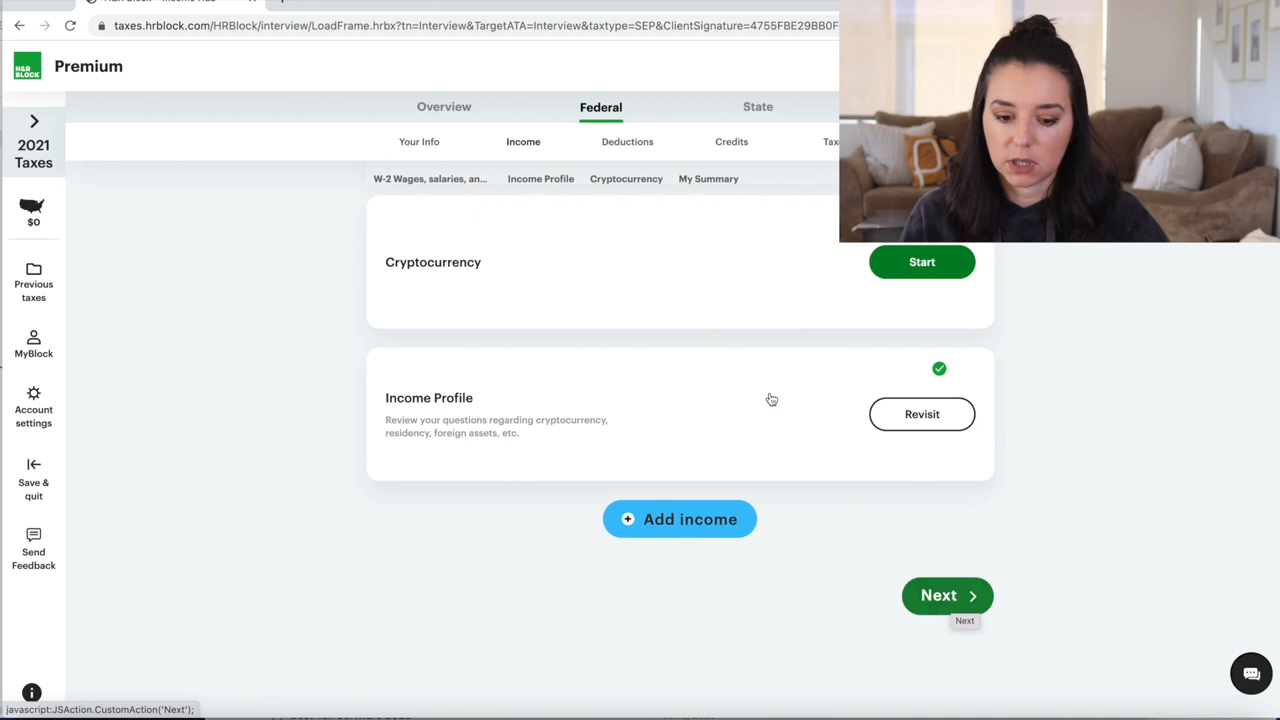 taxes.hrblock.com/HRBlock/interview/LoadFrame.hrbx?tn=Interview&TargetATA=Interview&taxtype=SEP&ClientSignature=4755FBE29BB0F
H&R
BLOCK
Premium
Overview
Federal
State
2021
Taxes
Your Info
Income
Deductions
Credits
Tax
W-2 Wages, salaries, an...
Income Profile
Cryptocurrency
My Summary
$0
Cryptocurrency
Start
Previous
taxes
MyBlock
Income Profile
Review your questions regarding cryptocurrency,
residency, foreign assets, etc.
Revisit
Account
settings
Save &
quit
Add income
Send
Feedback
Next
Next
javascript:JSAction.CustomAction('Next');